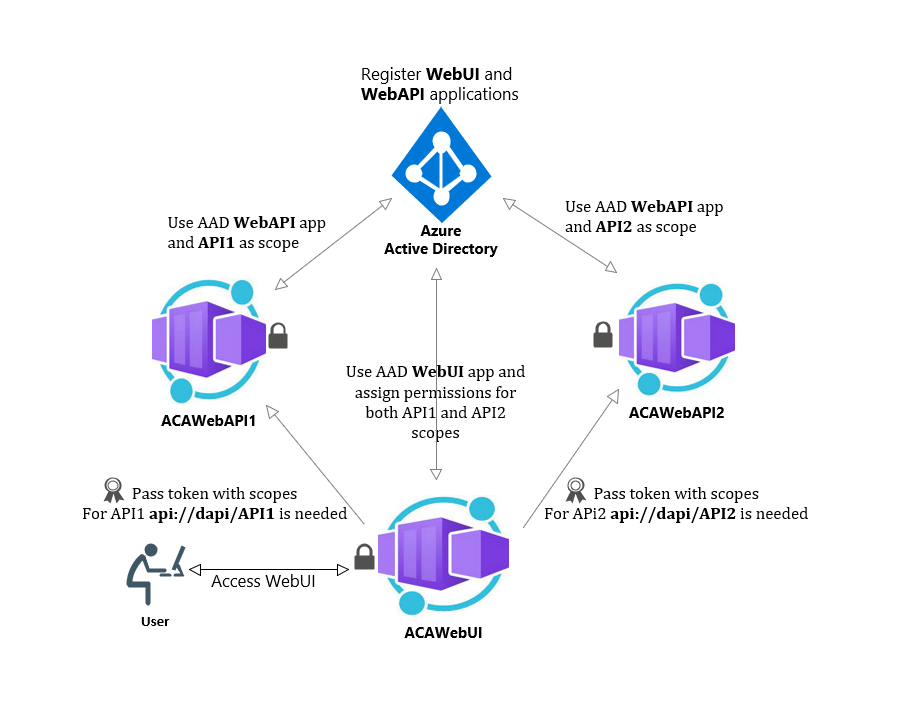 Register WebUI and
WebAPI applications
Azure
Active Directory
Use AAD WebAPI app
and API1 as scope
Use AAD WebAPI app
and API2 as scope
ACAWebAPI1
ACAWebAPI2
Use AAD WebUI app and
assign permissions for
both API1 and API2
scopes
Pass token with scopes
For API1 api://dapi/API1 is needed
Pass token with scopes
For APi2 api://dapi/API2 is needed
Access WebUI
User
ACAWebUI